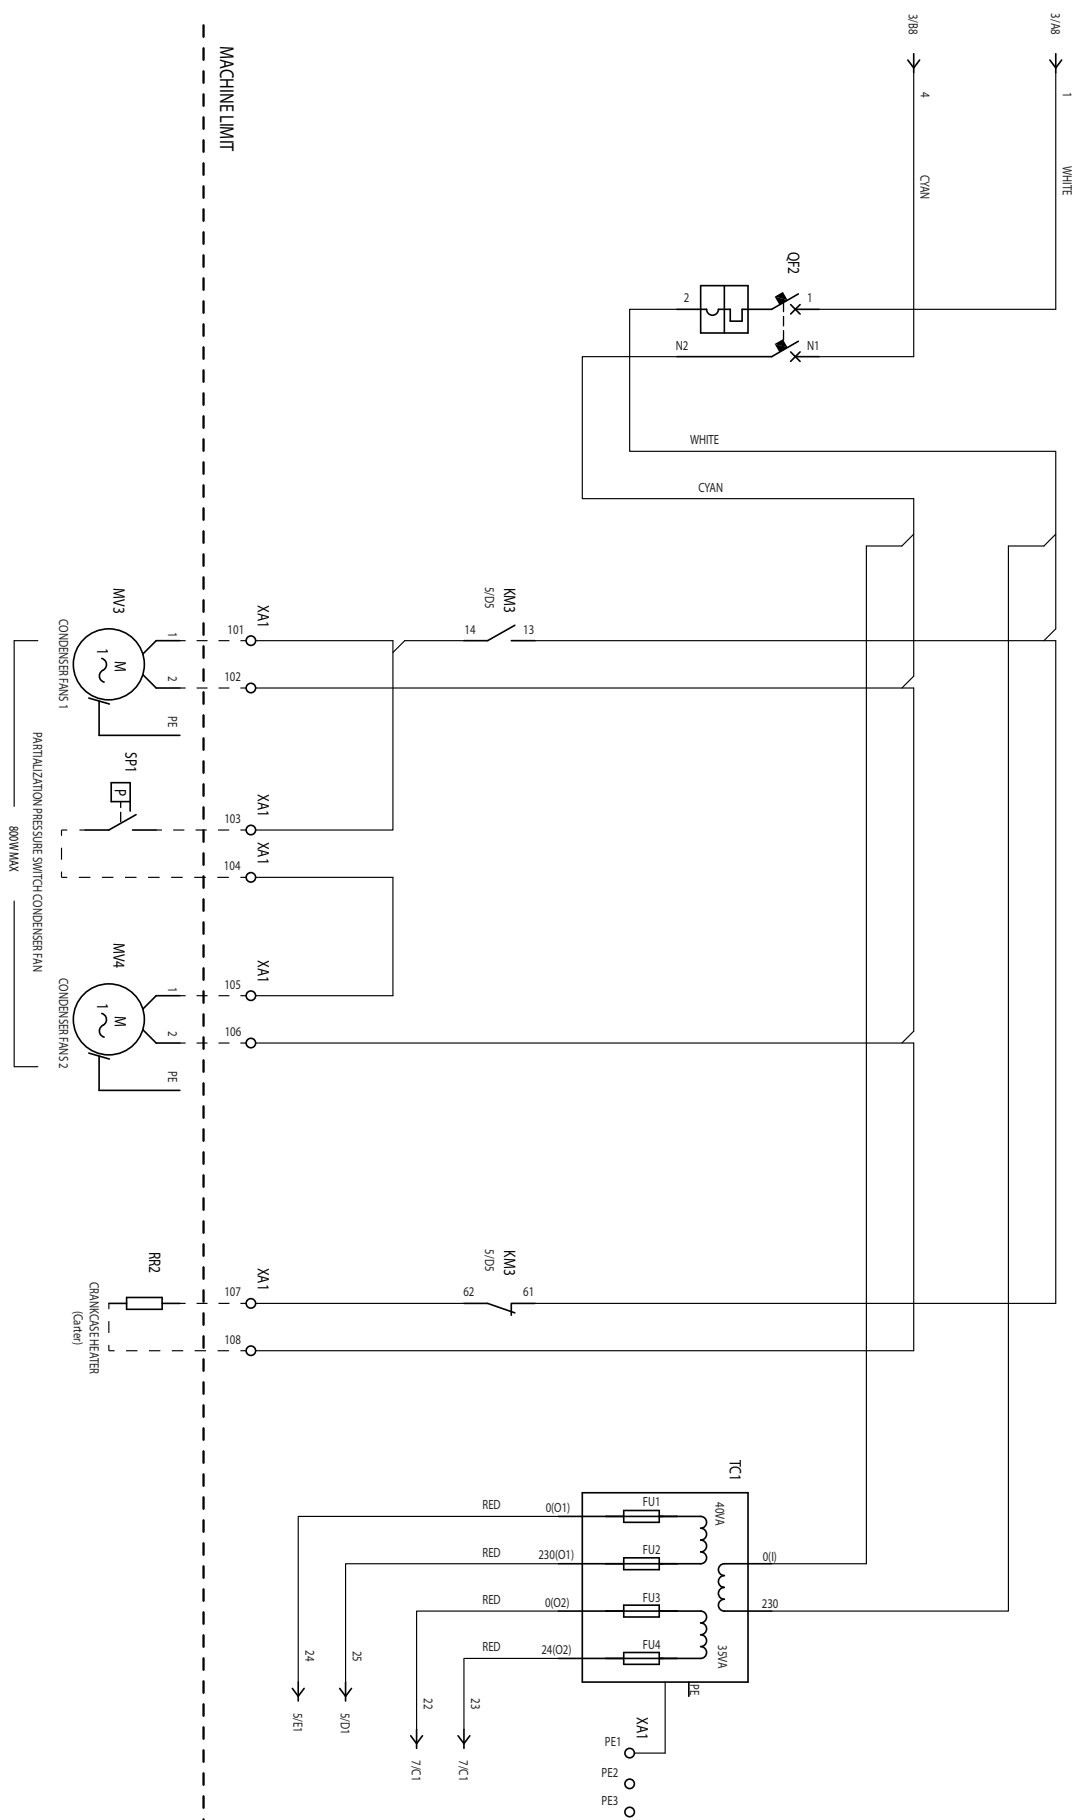 3/A8
1
WHITE
3/B8
4
CYAN
QF2
1
2
N1
N2
WHITE
CYAN
MACHINE LIMIT
KM3
5/D5
13
14
XA1
101
102
MV3
1
2
PE
M
1
CONDENSER FANS 1
XA1
103
XA1
104
SP1
P
PARTIALIZATION PRESSURE SWITCH CONDENSER FAN
800W MAX
XA1
105
106
MV4
1
2
PE
M
1
CONDENSER FANS 2
KM3
5/D5
61
62
XA1
107
108
RR2
CRANKCASE HEATER
(Carter)
TC1
0(I)
230
40VA
35VA
FU1
FU2
FU3
FU4
PE
0(O1)
230(O1)
0(O2)
24(O2)
RED
RED
RED
RED
24
5/E1
25
5/D1
22
7/C1
23
7/C1
XA1
PE1
PE2
PE3